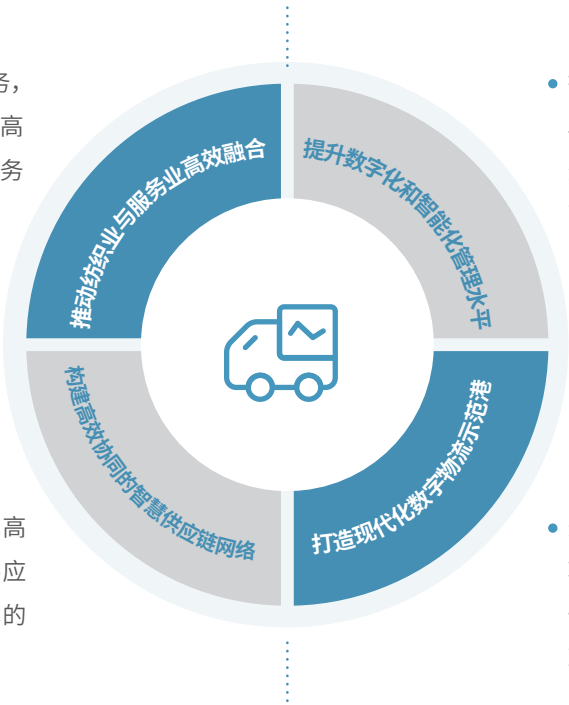 务，
高
务
推动纺织业与服务业高效融合
提升数字化和智能化管理水平
构建高效协同的智慧供应链网络
打造现代化数字物流示范港
高
应
的